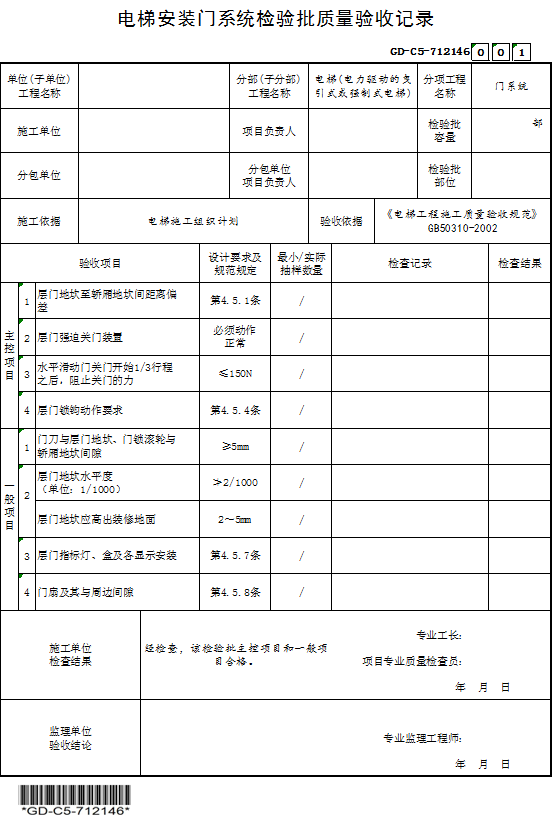 电梯安装门系统检验批质量验收记录
GD-C5-712146 0 0 1
单位(子单位)
工程名称
分部(子分部)
工程名称
电梯(电力驱动的曳
引式或强制式电梯)
分项工程
名称
门系统
施工单位
项目负责人
检验批
容量
部
分包单位
分包单位
项目负责人
检验批
部位
施工依据
电梯施工组织计划
验收依据
《电梯工程施工质量验收规范》
GB50310-2002
验收项目
设计要求及
规范规定
最小/实际
抽样数量
检查记录
检查结果
主控项目
1
层门地坎至轿厢地坎间距离偏
差
第4.5.1条
/
2
层门强迫关门装置
必须动作
正常
/
3
水平滑动门关门开始1/3行程
之后，阻止关门的力
≤150N
/
4
层门锁钩动作要求
第4.5.4条
/
一般项目
1
门刀与层门地坎、门锁滚轮与
轿厢地坎间隙
≥5mm
/
2
层门地坎水平度
（单位：1/1000）
＞2/1000
/
层门地坎应高出装修地面
2～5mm
/
3
层门指标灯、盒及各显示安装
第4.5.7条
/
4
门扇及其与周边间隙
第4.5.8条
/
施工单位
检查结果
经检查，该检验批主控项目和一般项
目合格。
专业工长：
项目专业质量检查员：
年 月 日
监理单位
验收结论
专业监理工程师：
年 月 日
*GD-C5-712146*